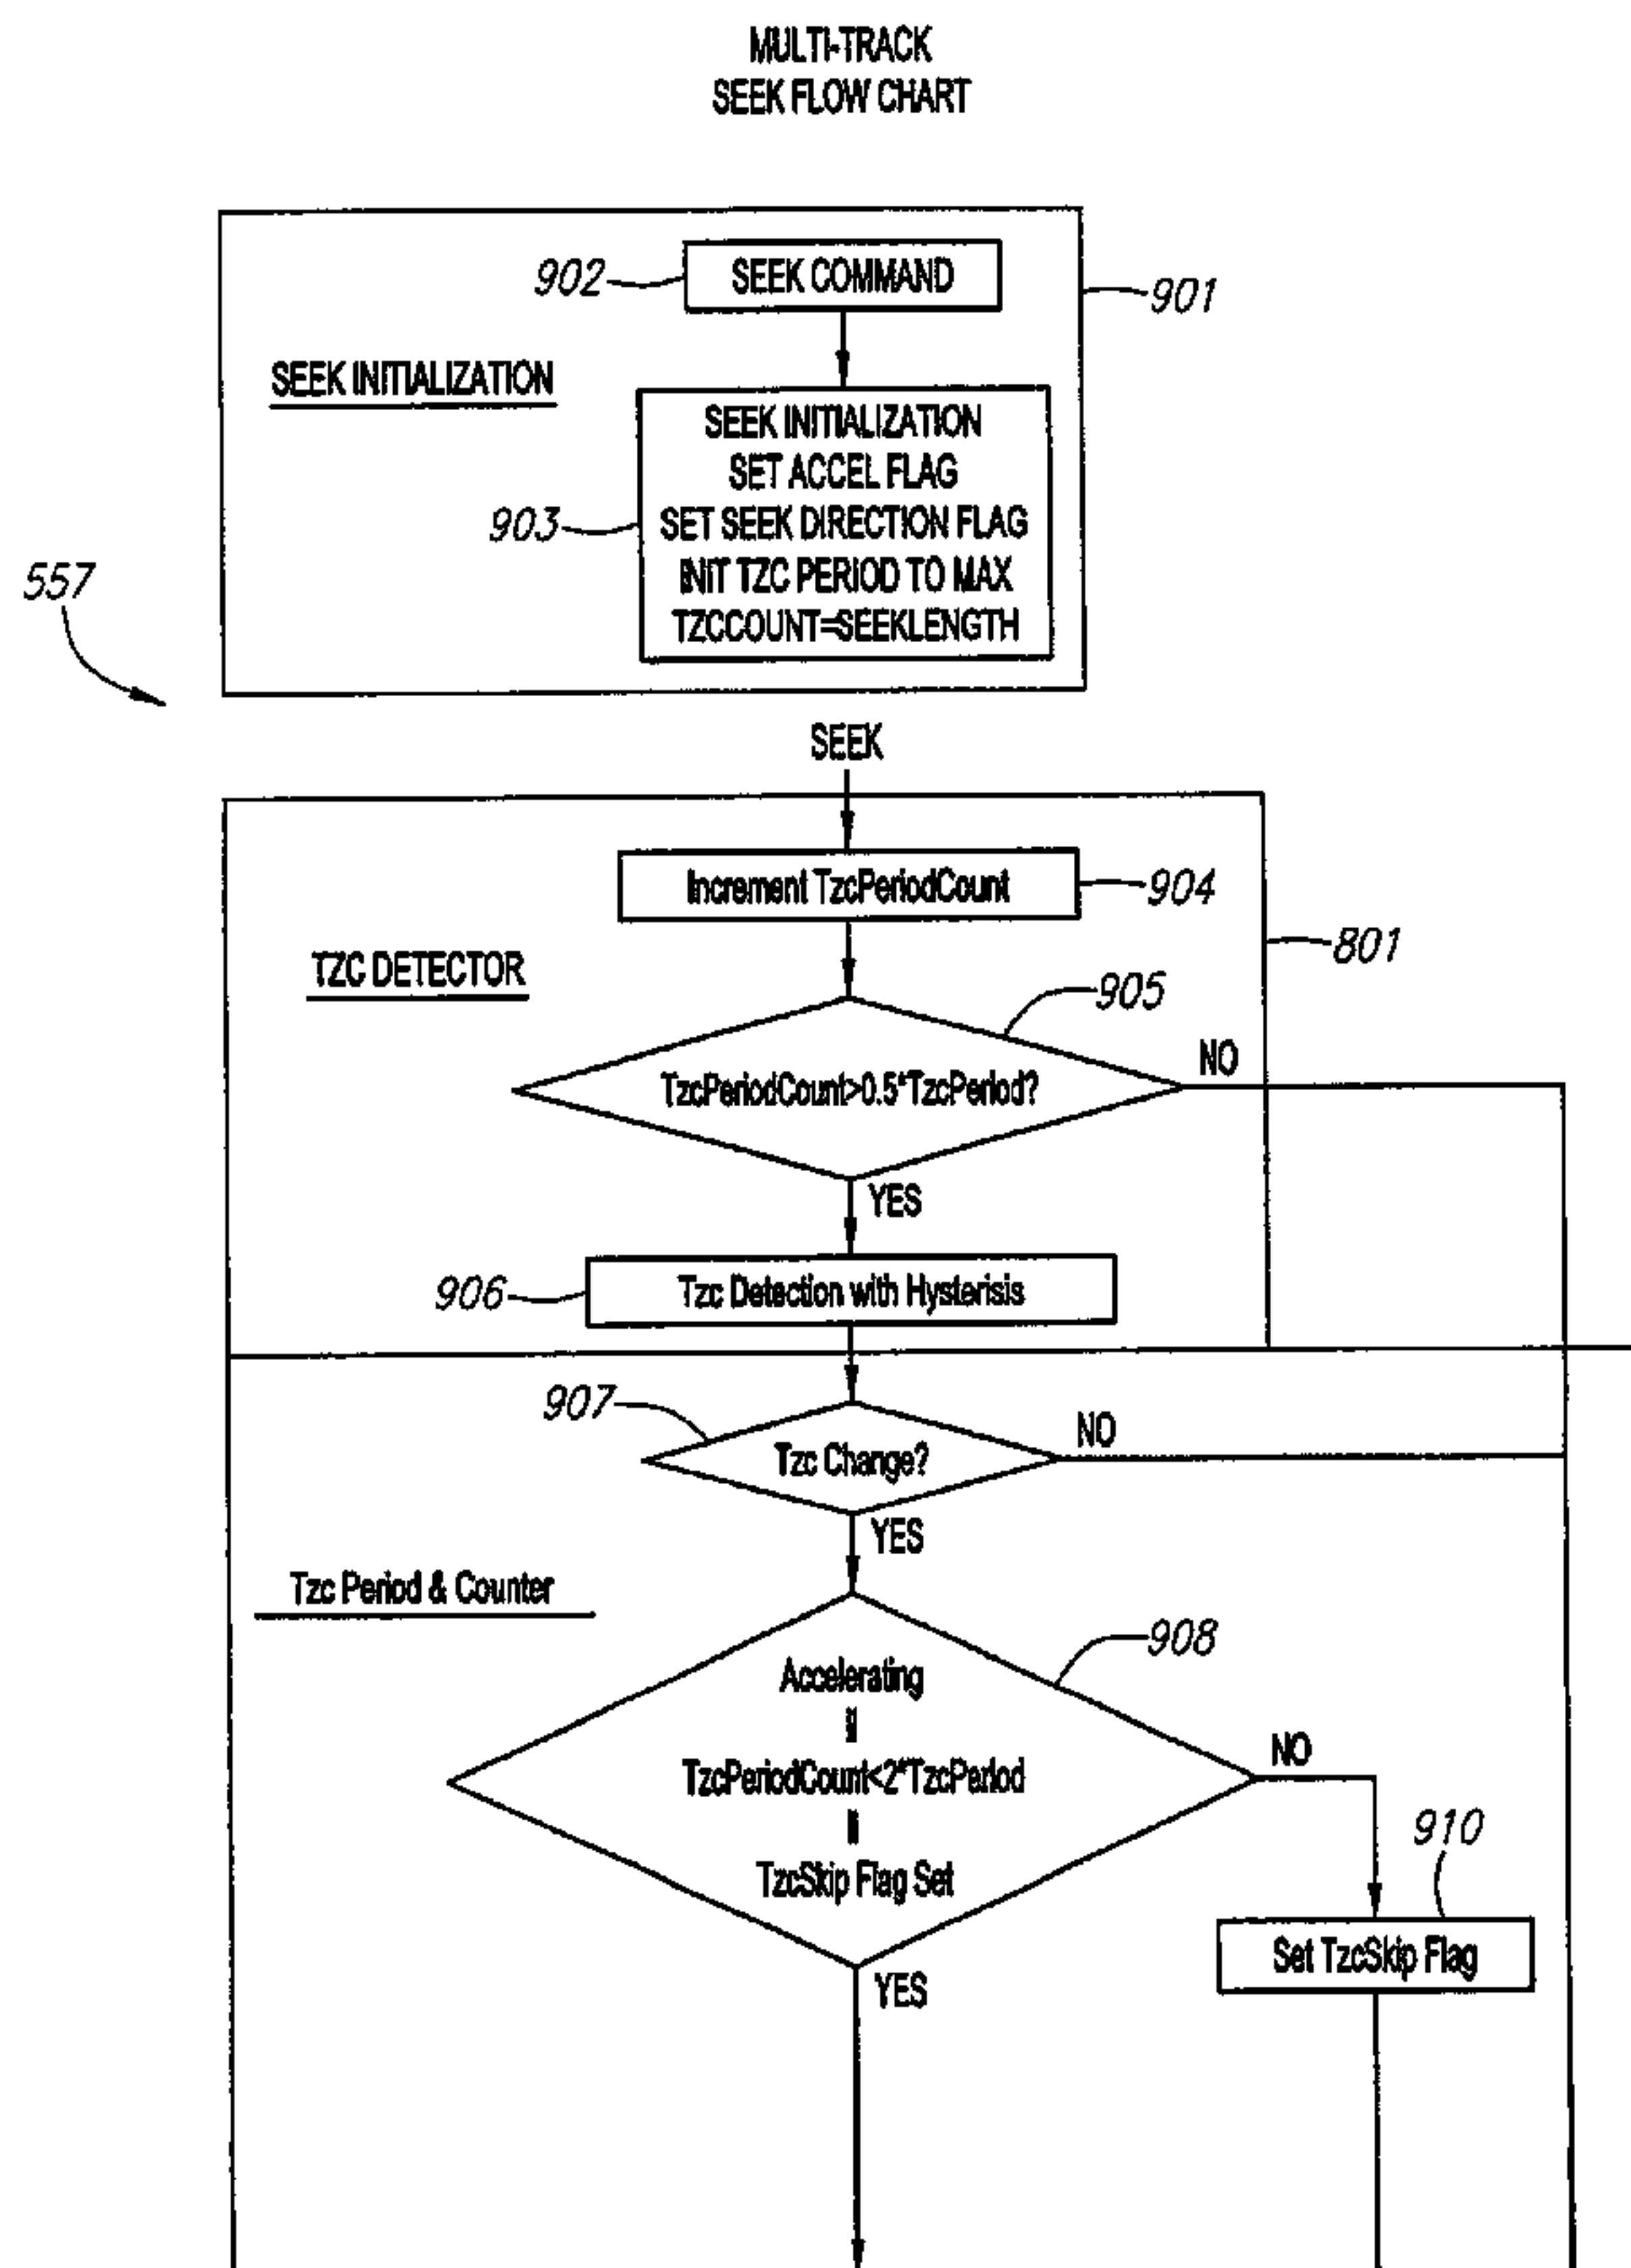 MULTI-TRACK
SEEK FLOW CHART
902
SEEK COMMAND
901
SEEK INITIALIZATION
903
SEEK INITIALIZATION
SET ACCEL FLAG
SET SEEK DIRECTION FLAG
INIT TZC PERIOD TO MAX
TZCCOUNT=SEEKLENGTH
557
SEEK
Increment TzcPeriodCount
904
801
TZC DETECTOR
905
TzcPeriodCount>0.5*TzcPeriod?
NO
YES
906
Tzc Detection with Hysterisis
907
Tzc Change?
NO
YES
Tzc Period & Counter
908
Accelerating
||
TzcPeriodCount<2*TzcPeriod
||
TzcSkip Flag Set
NO
YES
910
Set TzcSkip Flag